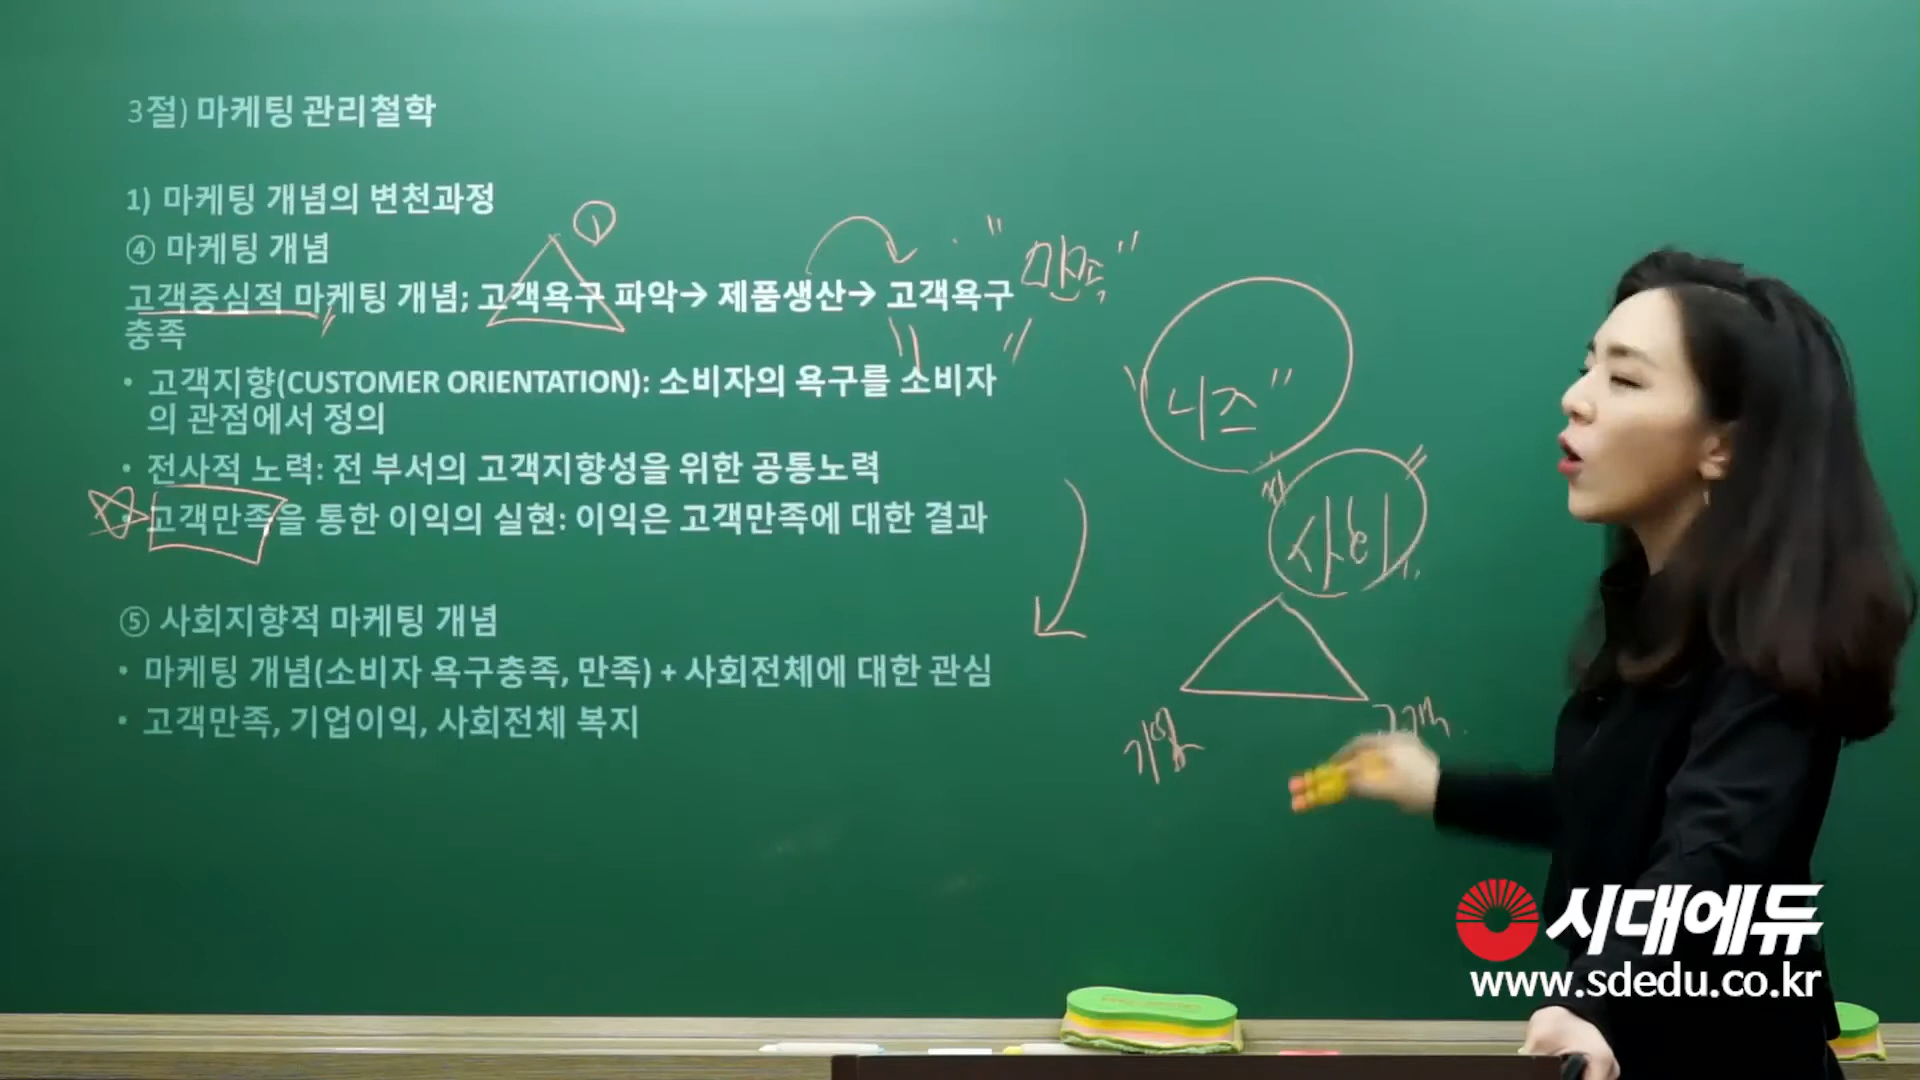 3절) 마케팅 관리철학
1) 마케팅 개념의 변천과정
④ 마케팅 개념
고객중심적 마케팅 개념; 고객욕구 파악→ 제품생산→ 고객욕구
충족
• 고객지향(CUSTOMER ORIENTATION): 소비자의 욕구를 소비자
의 관점에서 정의
• 전사적 노력: 전 부서의 고객지향성을 위한 공통노력
• 고객만족을 통한 이익의 실현: 이익은 고객만족에 대한 결과
⑤ 사회지향적 마케팅 개념
• 마케팅 개념(소비자 욕구충족, 만족) + 사회전체에 대한 관심
• 고객만족, 기업이익, 사회전체 복지
①
"만족"
"니즈"
사회
기업
시대에듀
www.sdedu.co.kr